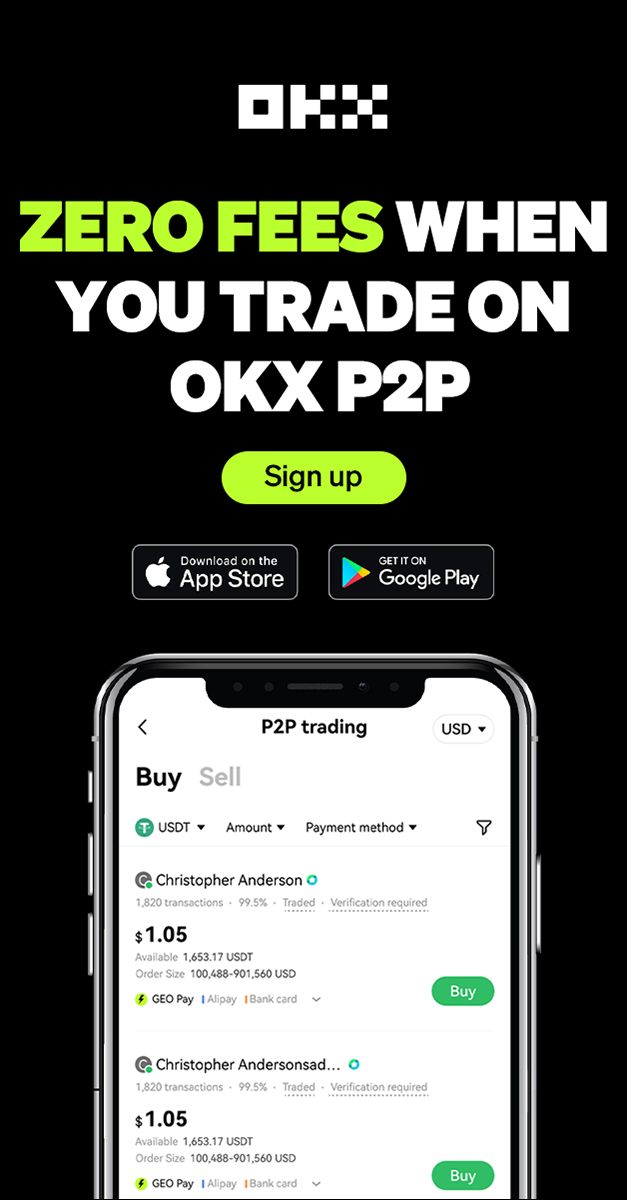 OKX
ZERO FEES WHEN
YOU TRADE ON
OKX P2P
Sign up
Download on the
App Store
GET IT ON
Google Play
P2P trading
USD
Buy Sell
USDT Amount Payment method
Christopher Anderson
1,820 transactions · 99.5% · Traded · Verification required
$1.05
Available 1,653.17 USDT
Order Size 100,488-901,560 USD
GEO Pay Alipay Bank card
Buy
Christopher Andersonsad...
1,820 transactions · 99.5% · Traded · Verification required
$1.05
Available 1,653.17 USDT
Order Size 100,488-901,560 USD
GEO Pay Alipay Bank card
Buy